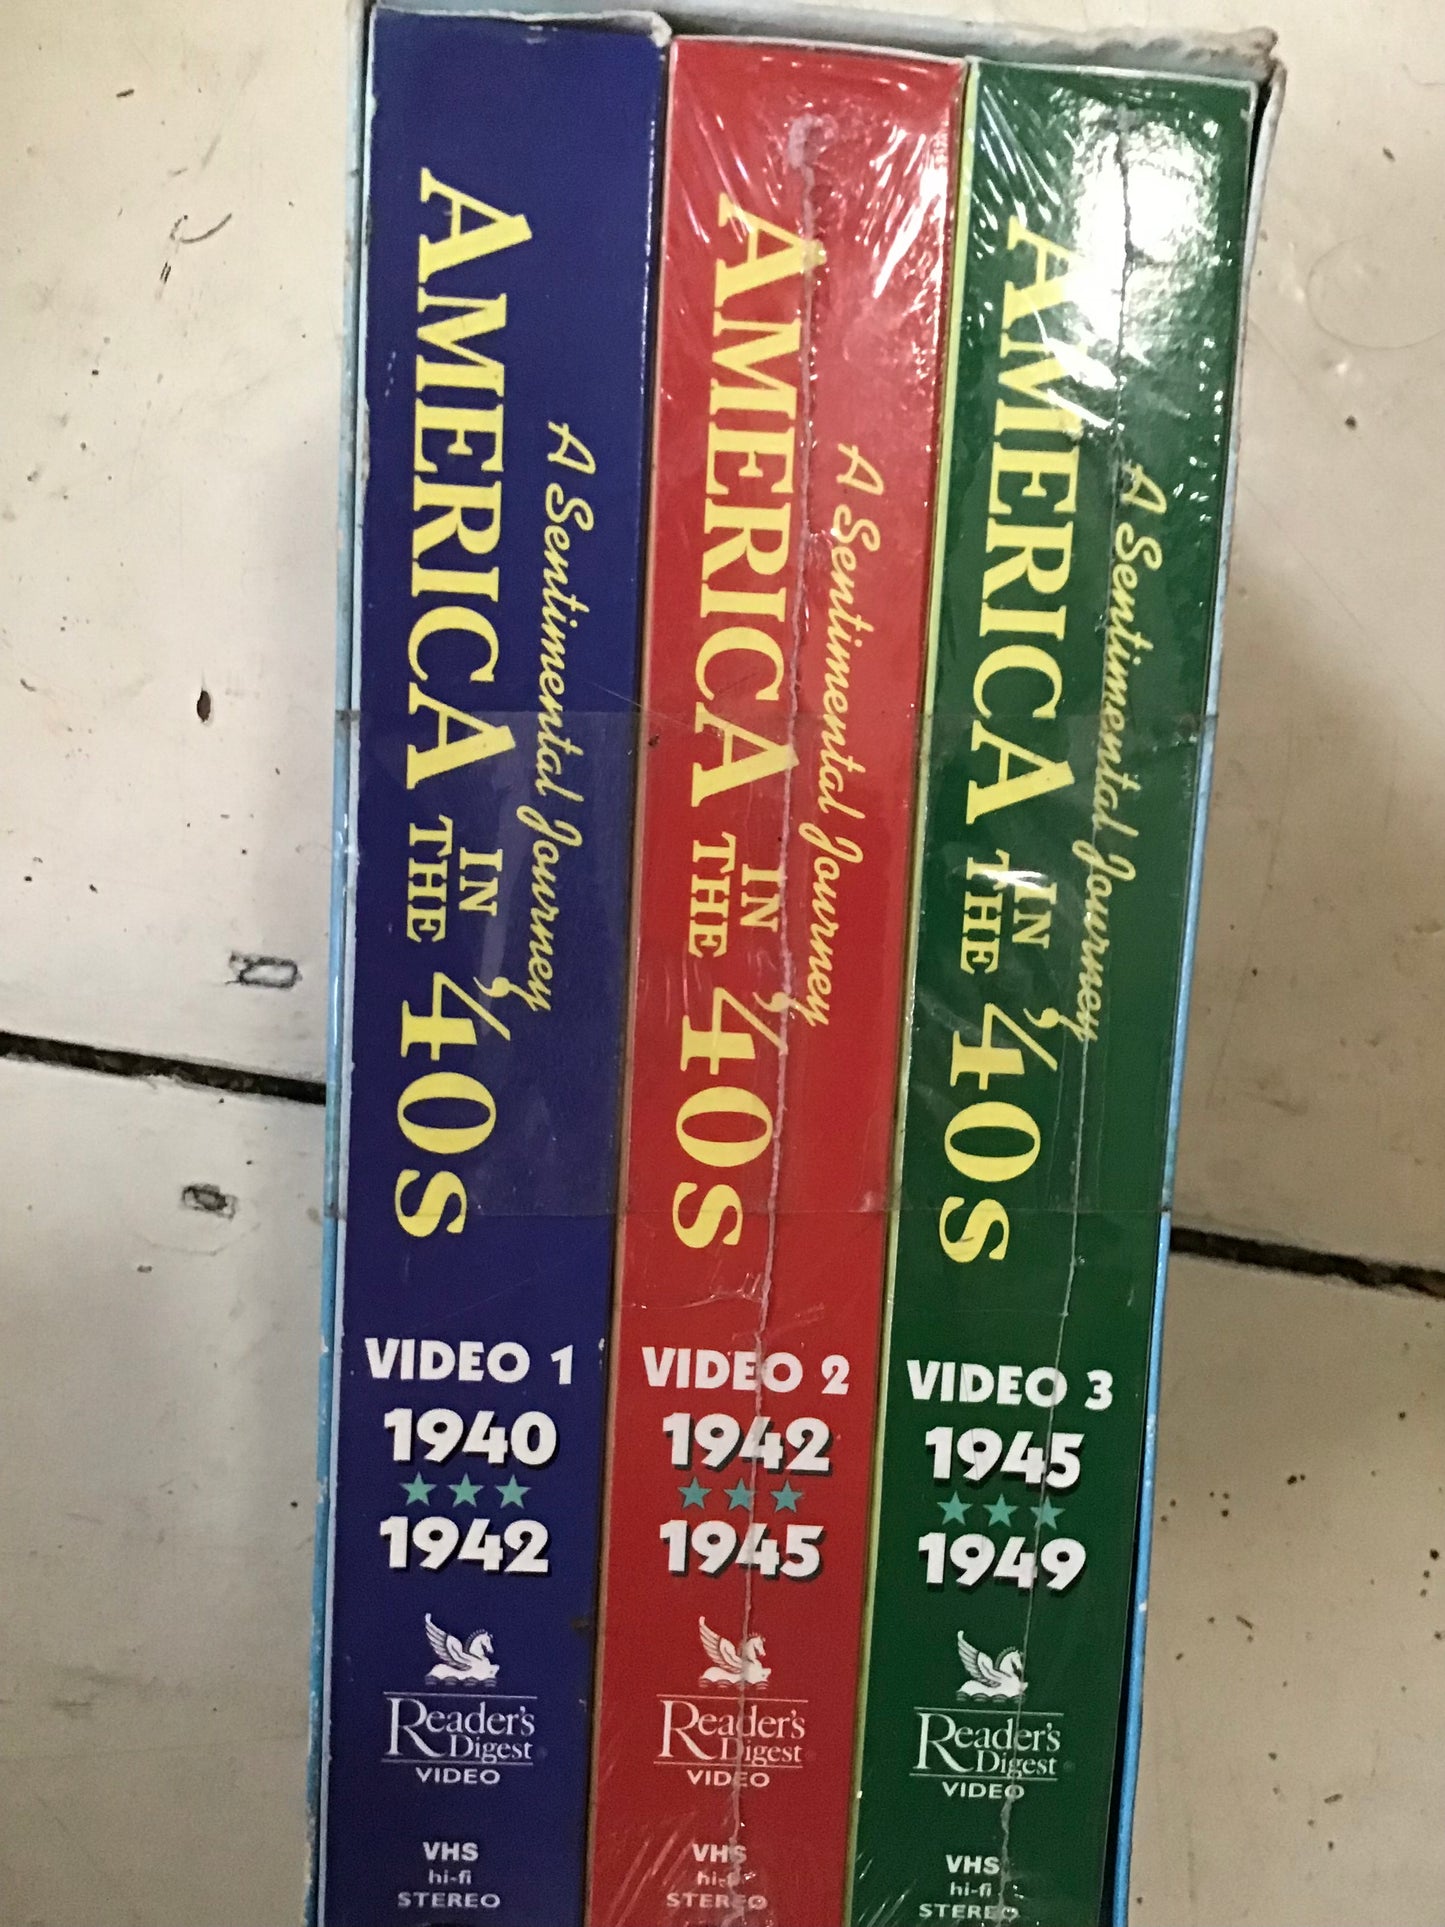 A Sentimental Journey
AMERICA IN THE '40s
VIDEO 1
1940
1942
Reader's
Digest
VIDEO
VHS
hi-fi
STEREO
A Sentimental Journey
AMERICA IN THE '40s
VIDEO 2
1942
1945
Reader's
Digest
VIDEO
VHS
hi-fi
STEREO
A Sentimental Journey
AMERICA IN THE '40s
VIDEO 3
1945
1949
Reader's
Digest
VIDEO
VHS
hi-fi
STEREO